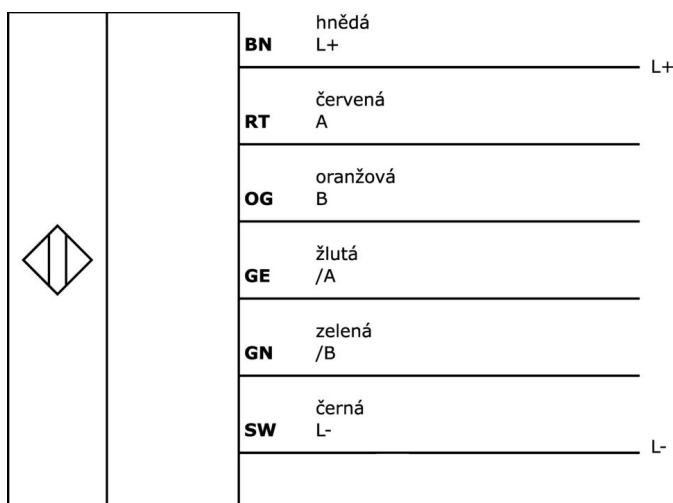 hnědá
BN L+
L+
červená
RT A
oranžová
OG B
žlutá
GE /A
zelená
GN /B
černá
SW L-
L-